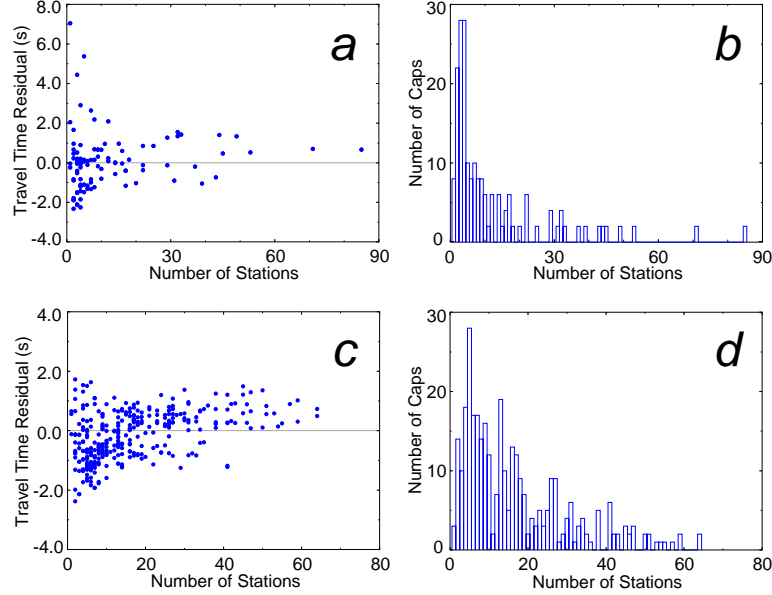 a
Travel Time Residual (s)
8.0
6.0
4.0
2.0
0.0
-2.0
-4.0
0 30 60 90
Number of Stations
b
Number of Caps
30
20
10
0
0 30 60 90
Number of Stations
c
Travel Time Residual (s)
4.0
2.0
0.0
-2.0
-4.0
0 20 40 60 80
Number of Stations
d
Number of Caps
30
20
10
0
0 20 40 60 80
Number of Stations